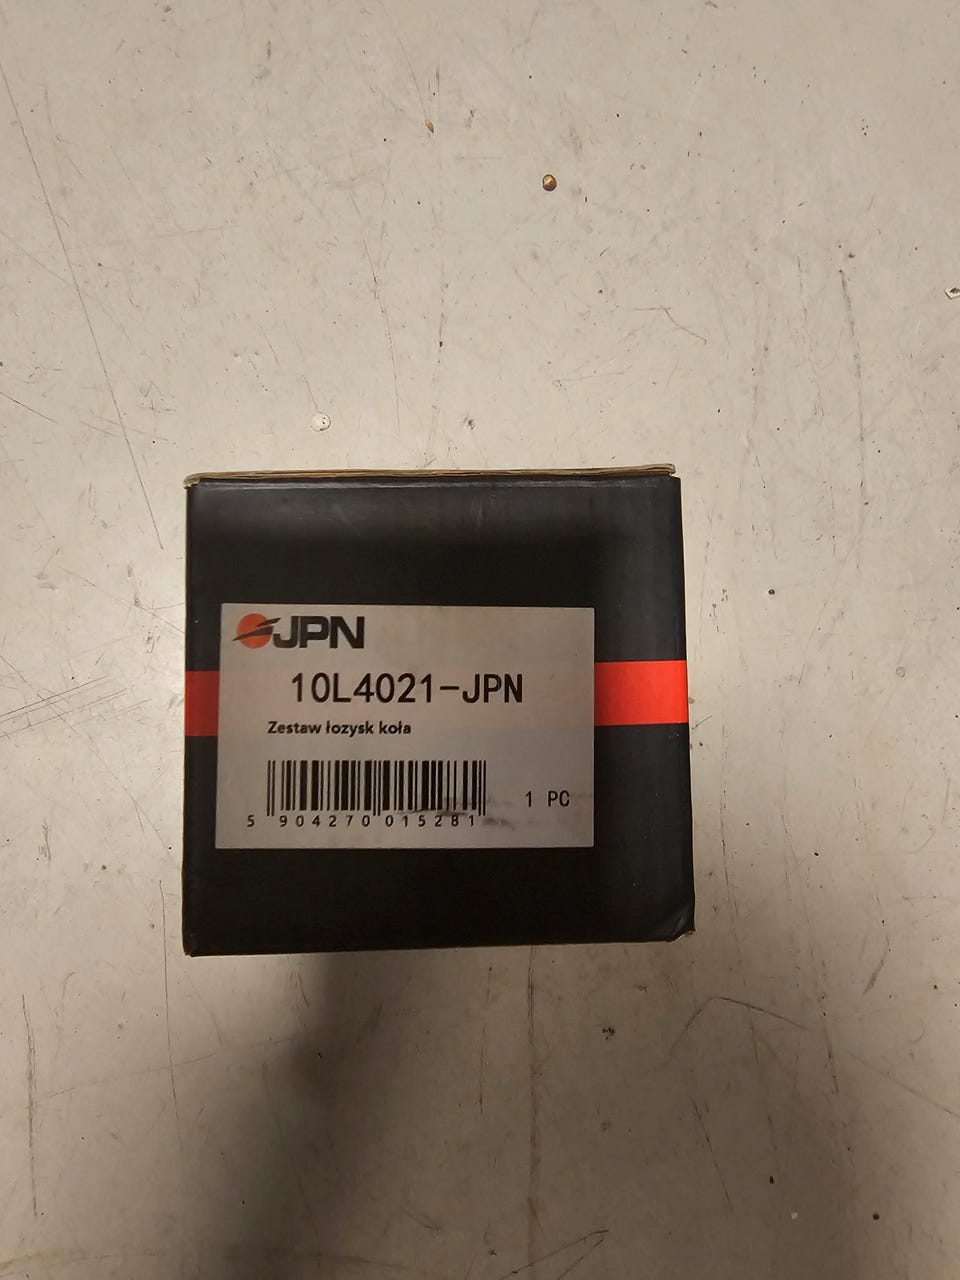 JPN
10L4021-JPN
Zestaw łozysk koła
1 PC
5 904270 015281